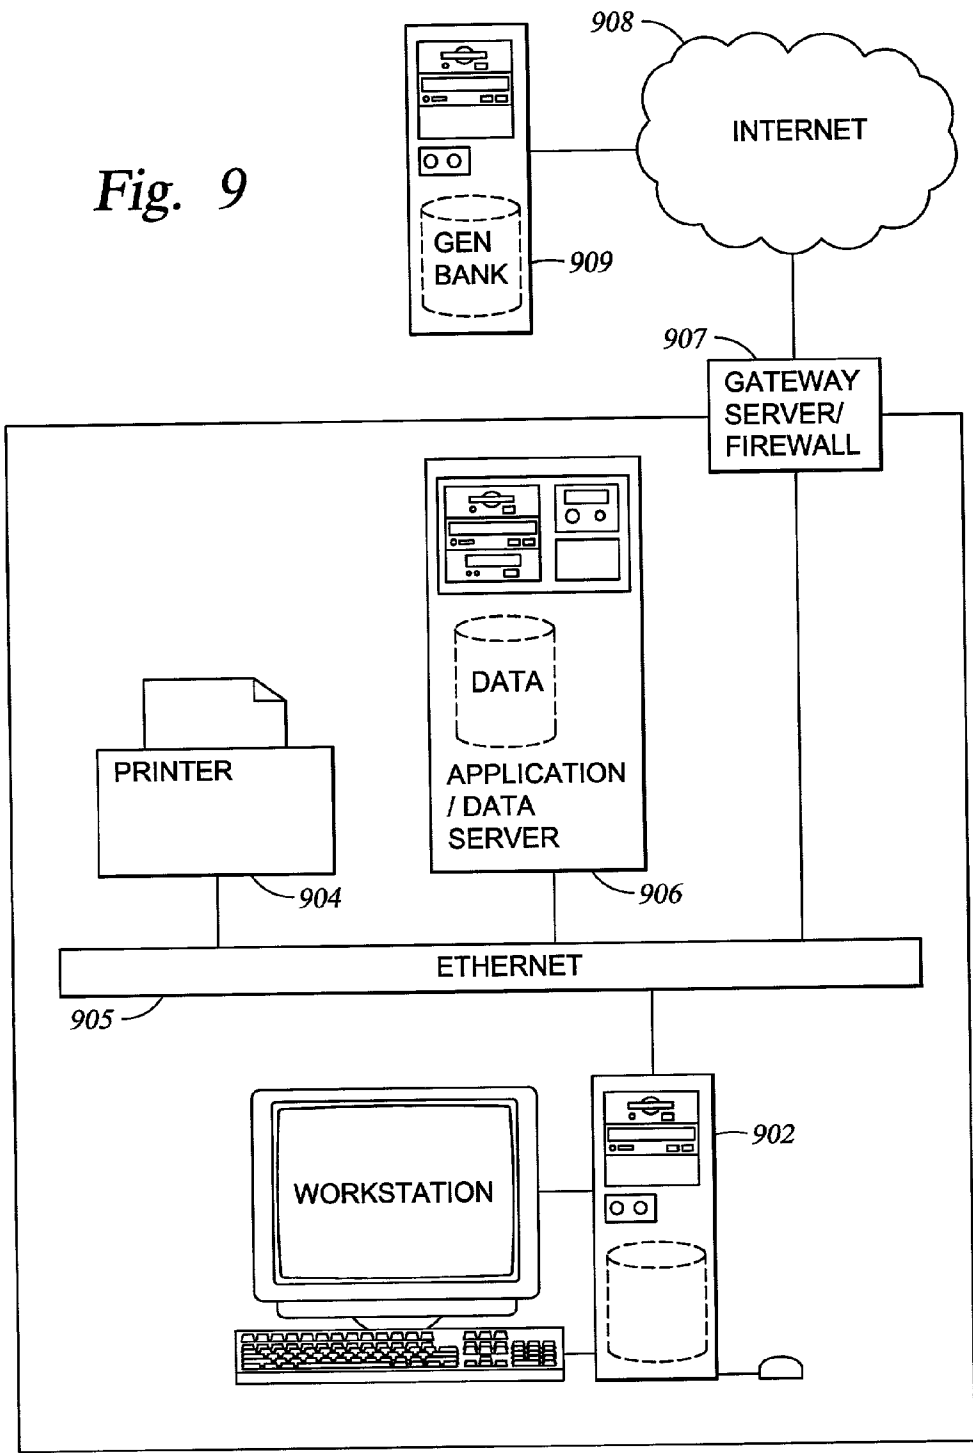 908
INTERNET
Fig. 9
GEN
BANK
909
907
GATEWAY
SERVER/
FIREWALL
DATA
PRINTER
APPLICATION
/ DATA
SERVER
904
906
ETHERNET
905
902
WORKSTATION